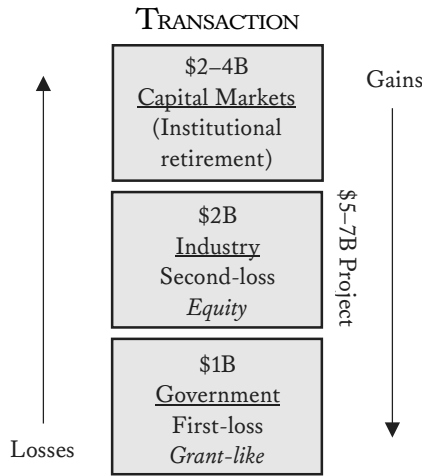 TRANSACTION
$2–4B
Capital Markets
(Institutional
retirement)
Gains
$2B
Industry
Second-loss
Equity
$5–7B Project
$1B
Government
First-loss
Grant-like
Losses